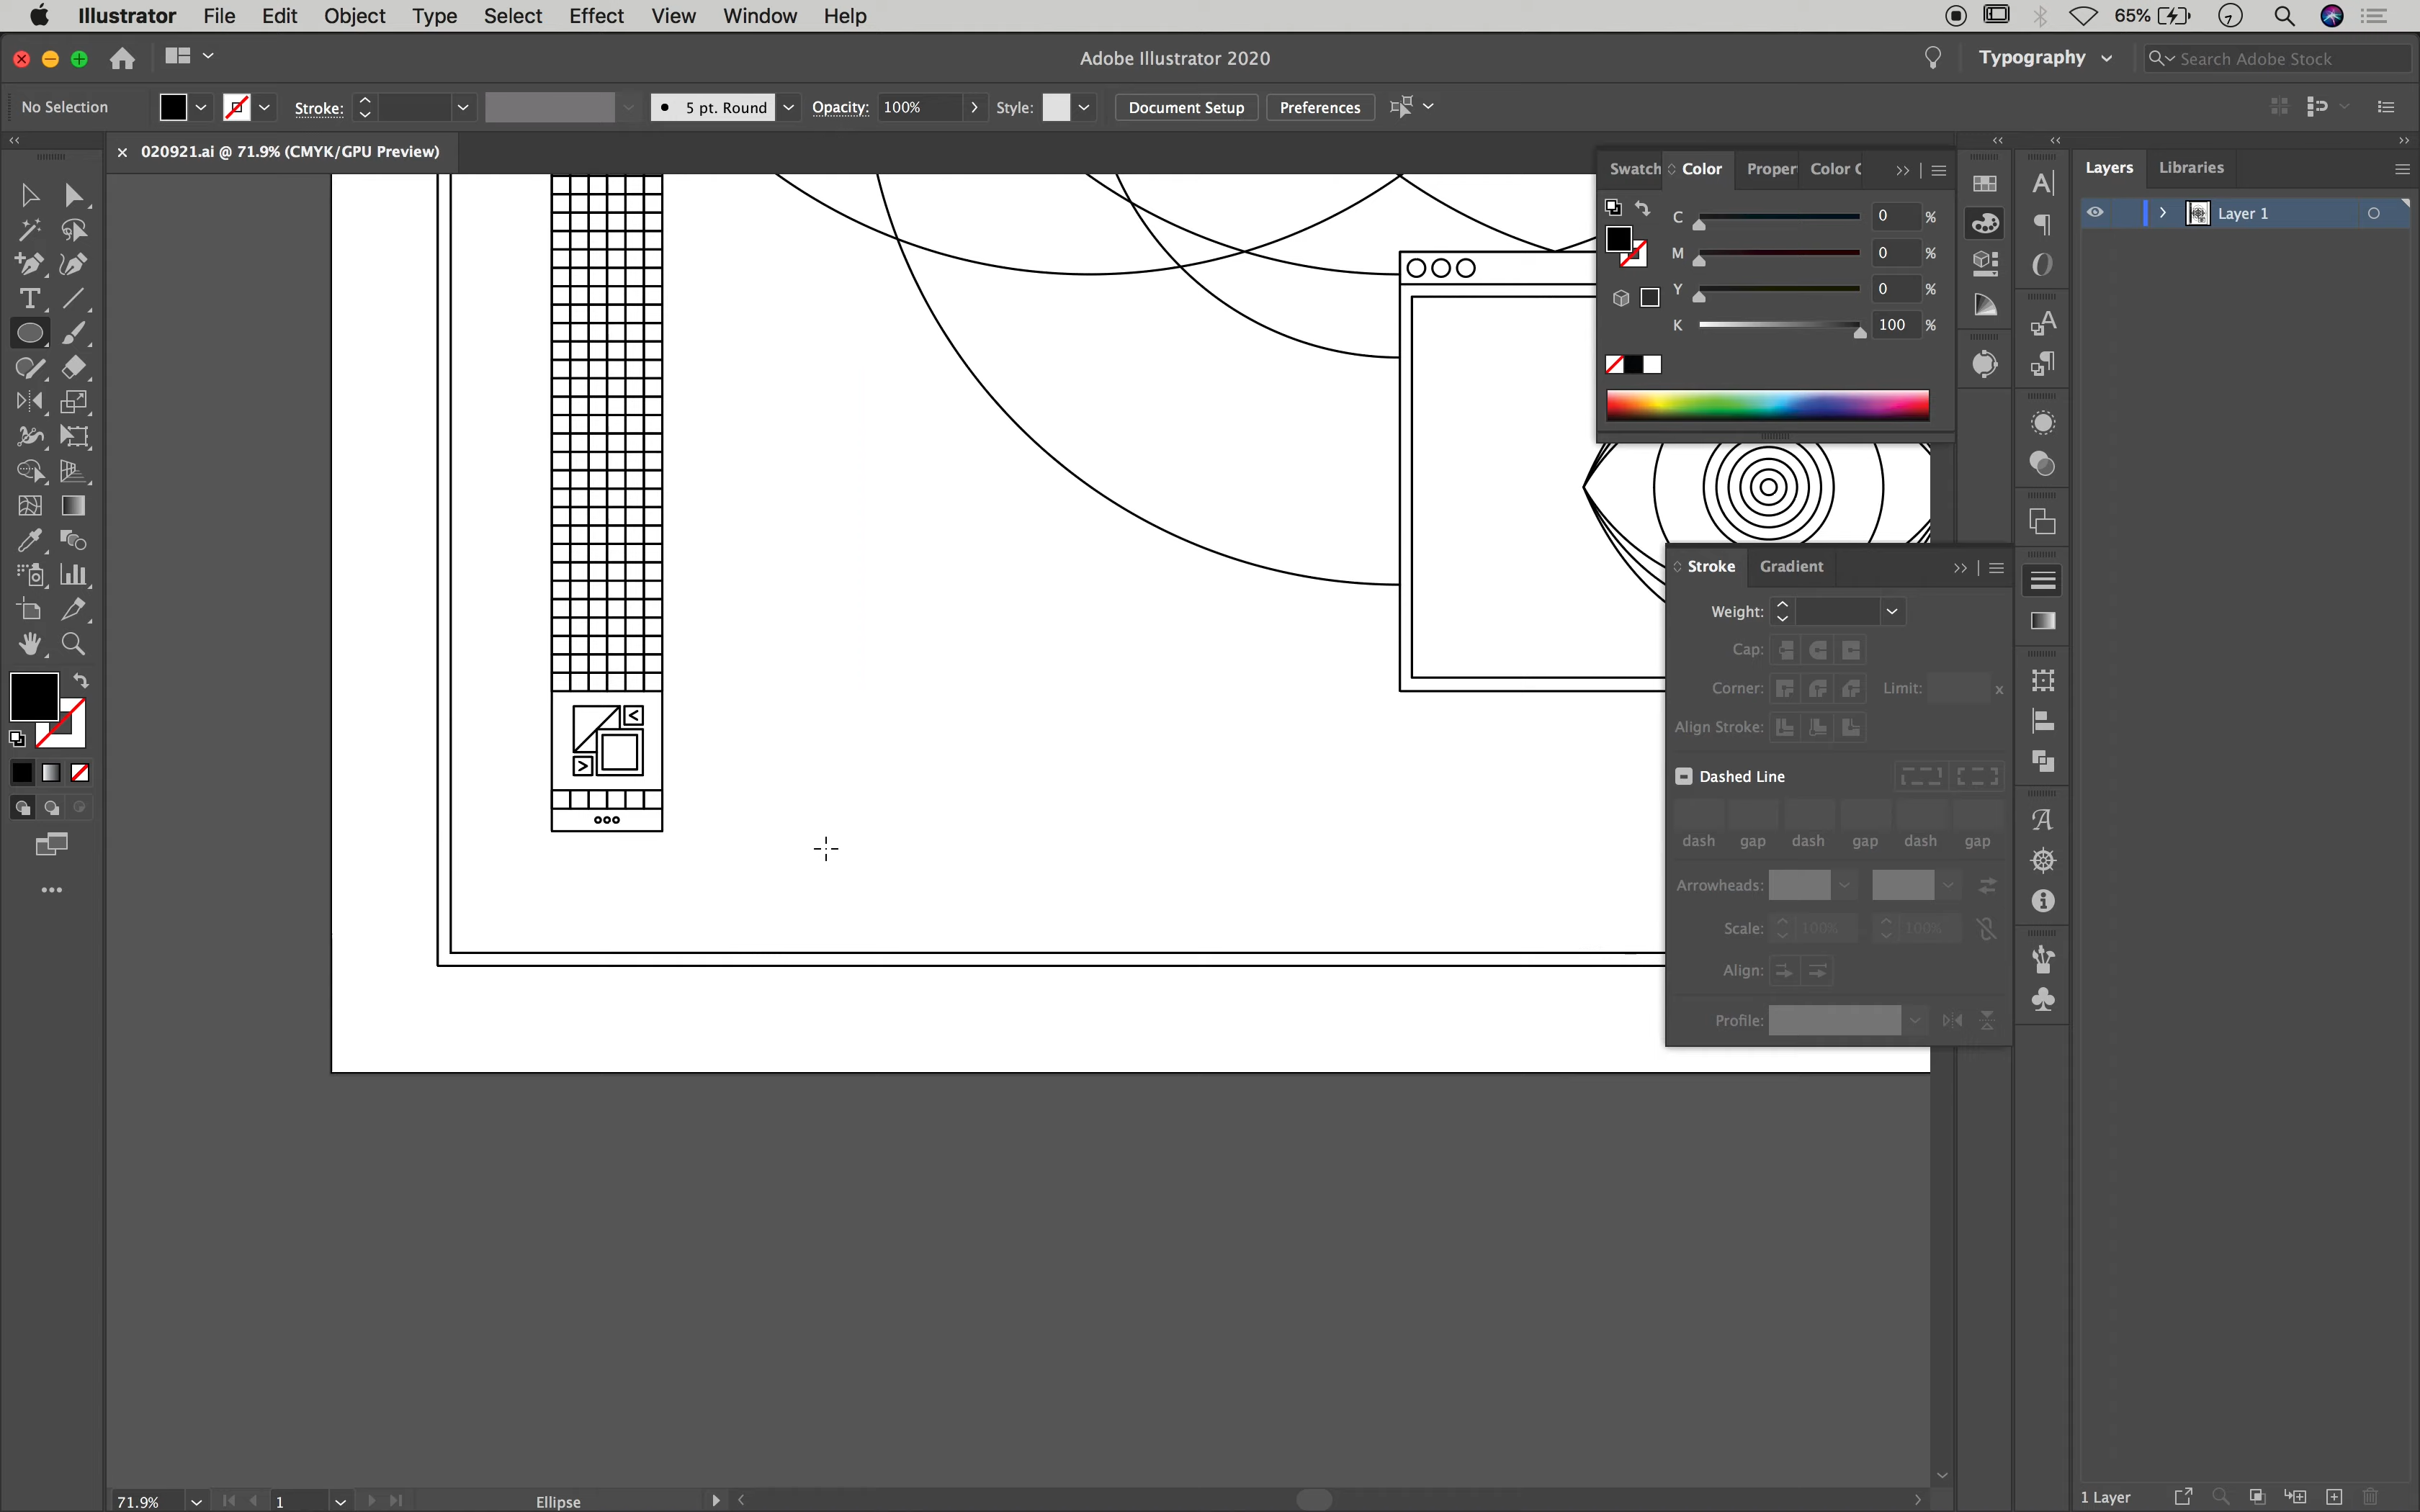 Illustrator File Edit Object Type Select Effect View Window Help 65%
Adobe Illustrator 2020 Typography Search Adobe Stock
No Selection Stroke: 5 pt. Round Opacity: 100% Style: Document Setup Preferences
020921.ai @ 71.9% (CMYK/GPU Preview)
Swatch Color Proper Color C
C 0 %
M 0 %
Y 0 %
K 100 %
Layers Libraries
Layer 1
Stroke Gradient
Weight:
Cap:
Corner: Limit: x
Align Stroke:
Dashed Line
dash gap dash gap dash gap
Arrowheads:
Scale: 100% 100%
Align:
Profile:
71.9% 1 Ellipse
1 Layer